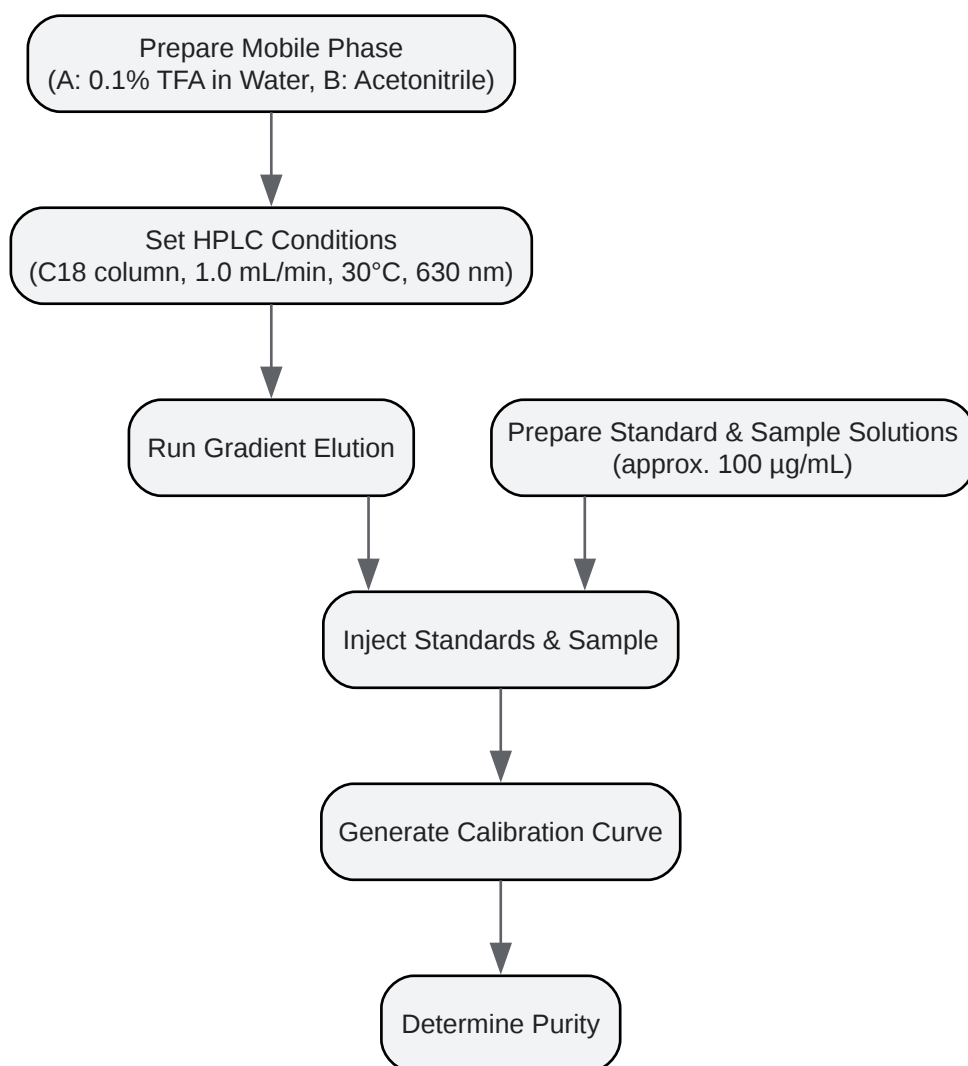 Prepare Mobile Phase
(A: 0.1% TFA in Water, B: Acetonitrile)
Set HPLC Conditions
(C18 column, 1.0 mL/min, 30°C, 630 nm)
Run Gradient Elution
Prepare Standard & Sample Solutions
(approx. 100 µg/mL)
Inject Standards & Sample
Generate Calibration Curve
Determine Purity